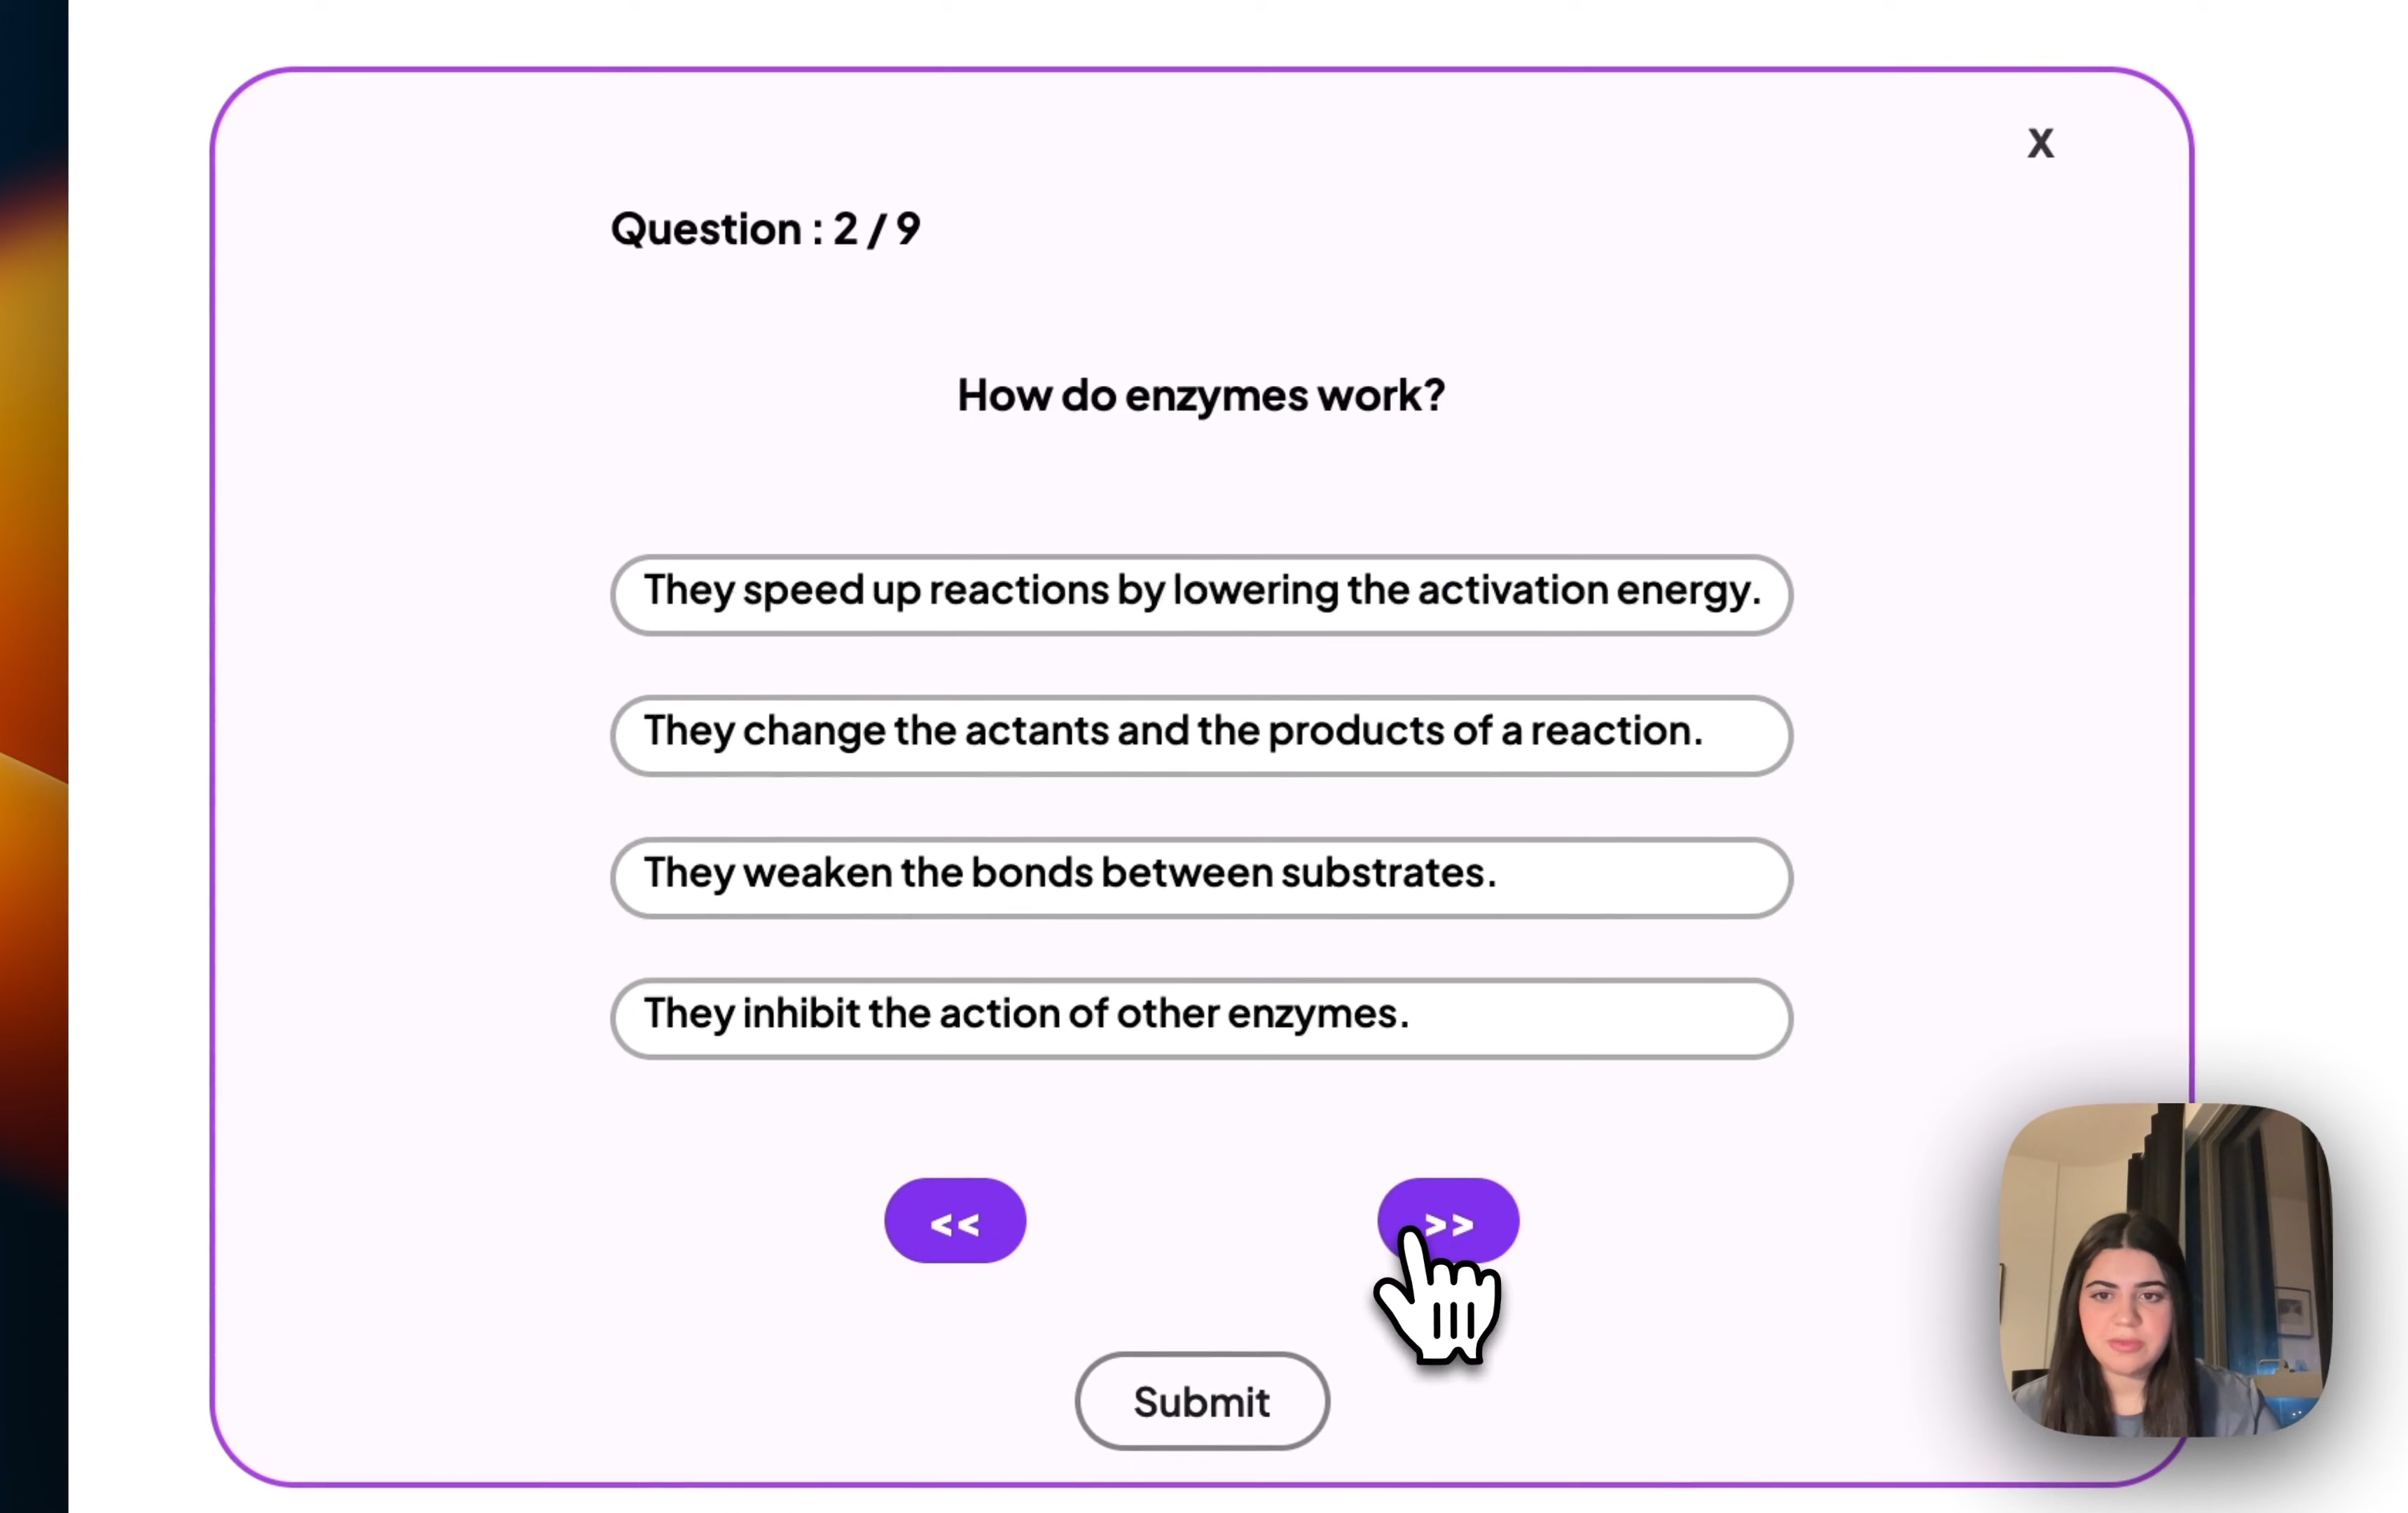 X
Question : 2 / 9
How do enzymes work?
They speed up reactions by lowering the activation energy.
They change the actants and the products of a reaction.
They weaken the bonds between substrates.
They inhibit the action of other enzymes.
<< >>
Submit